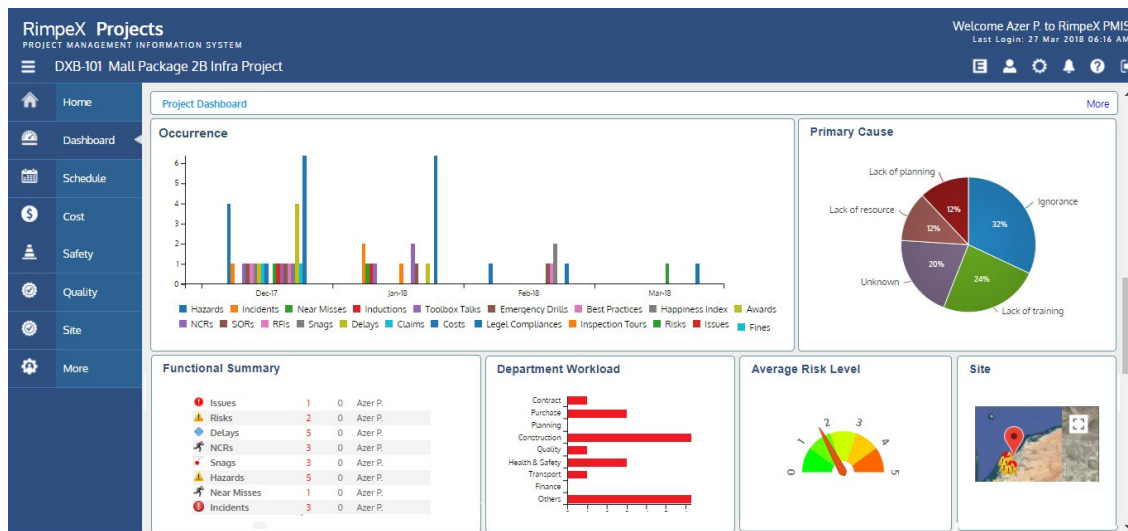 RimpeX Projects
PROJECT MANAGEMENT INFORMATION SYSTEM
Welcome Azer P. to RimpeX PMIS
Last Login: 27 Mar 2018 06:16 AM
DXB-101 Mall Package 2B Infra Project
Home
Dashboard
Schedule
Cost
Safety
Quality
Site
More
Project Dashboard
More
Occurrence
6
5
4
3
2
1
0
Dec-17 Jan-18 Feb-18 Mar-18
Hazards Incidents Near Misses Inductions Toolbox Talks Emergency Drills Best Practices Happiness Index Awards
NCRs SORs RFIs Snags Delays Claims Costs Legel Compliances Inspection Tours Risks Issues Fines
Primary Cause
Lack of planning
Lack of resource
Unknown
Ignorance
Lack of training
12%
12%
20%
32%
24%
Functional Summary
Issues 1 0 Azer P.
Risks 2 0 Azer P.
Delays 5 0 Azer P.
NCRs 3 0 Azer P.
Snags 3 0 Azer P.
Hazards 5 0 Azer P.
Near Misses 1 0 Azer P.
Incidents 3 0 Azer P.
Department Workload
Contract
Purchase
Planning
Construction
Quality
Health & Safety
Transport
Finance
Others
Average Risk Level
0 1 2 3 4 5
Site